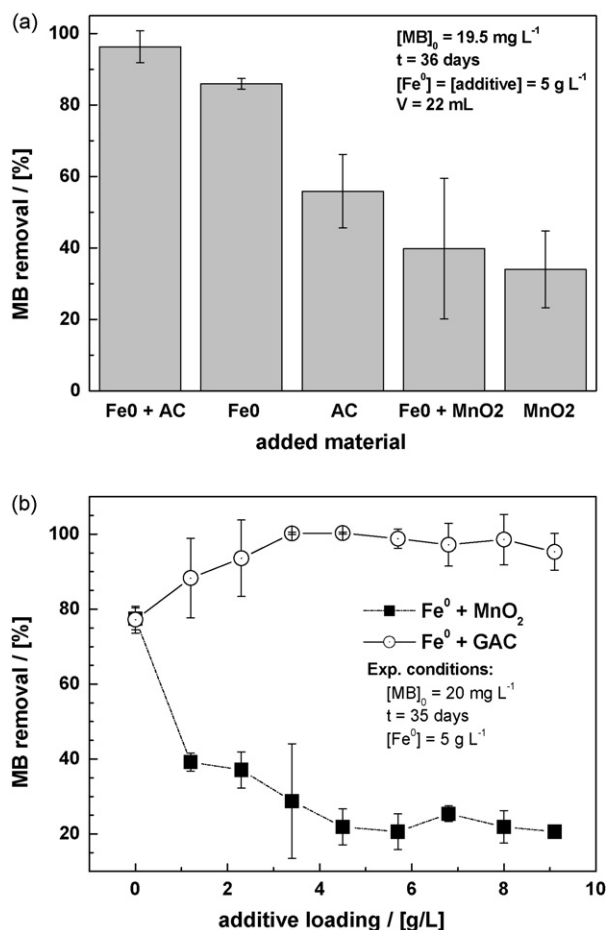 (a)
100
80
60
40
20
0
MB removal / [%]
[MB]₀ = 19.5 mg L⁻¹
t = 36 days
[Fe⁰] = [additive] = 5 g L⁻¹
V = 22 mL
Fe0 + AC Fe0 AC Fe0 + MnO2 MnO2
added material
(b)
100
80
60
40
20
MB removal / [%]
Fe⁰ + MnO₂
Fe⁰ + GAC
Exp. conditions:
[MB]₀ = 20 mg L⁻¹
t = 35 days
[Fe⁰] = 5 g L⁻¹
0 2 4 6 8 10
additive loading / [g/L]